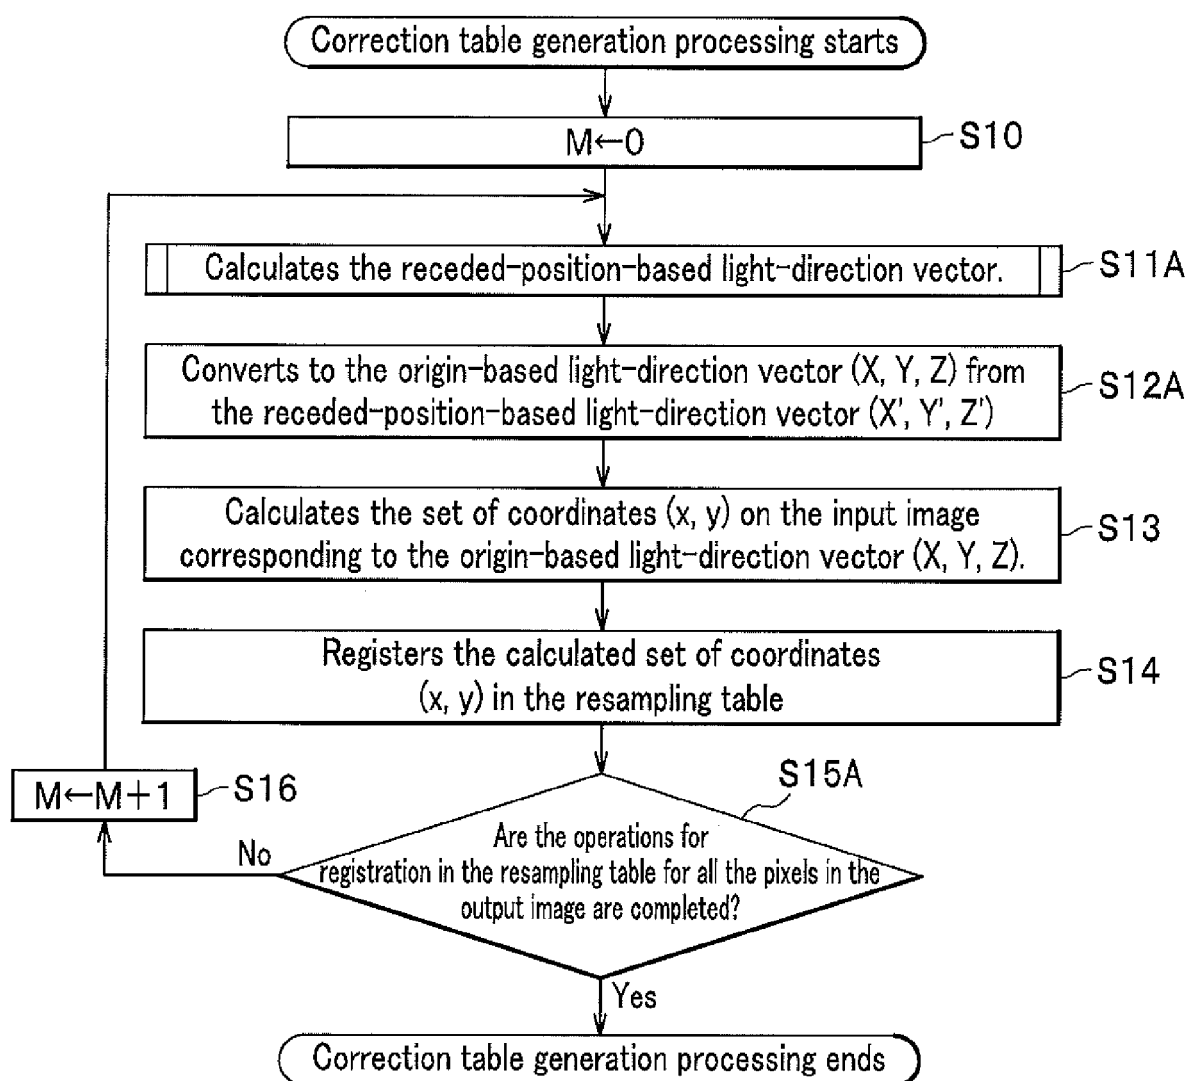 Correction table generation processing starts
M←0
S10
Calculates the receded-position-based light-direction vector.
S11A
Converts to the origin-based light-direction vector (X, Y, Z) from
the receded-position-based light-direction vector (X', Y', Z')
S12A
Calculates the set of coordinates (x, y) on the input image
corresponding to the origin-based light-direction vector (X, Y, Z).
S13
Registers the calculated set of coordinates
(x, y) in the resampling table
S14
M←M+1
S16
S15A
Are the operations for
registration in the resampling table for all the pixels in the
output image are completed?
No
Yes
Correction table generation processing ends